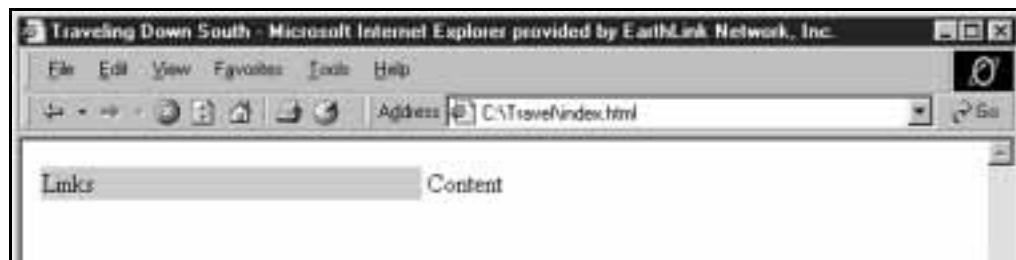 Traveling Down South - Microsoft Internet Explorer provided by EarthLink Network, Inc.
File Edit View Favorites Tools Help
Address C:\Travel\index.html Go
Links Content